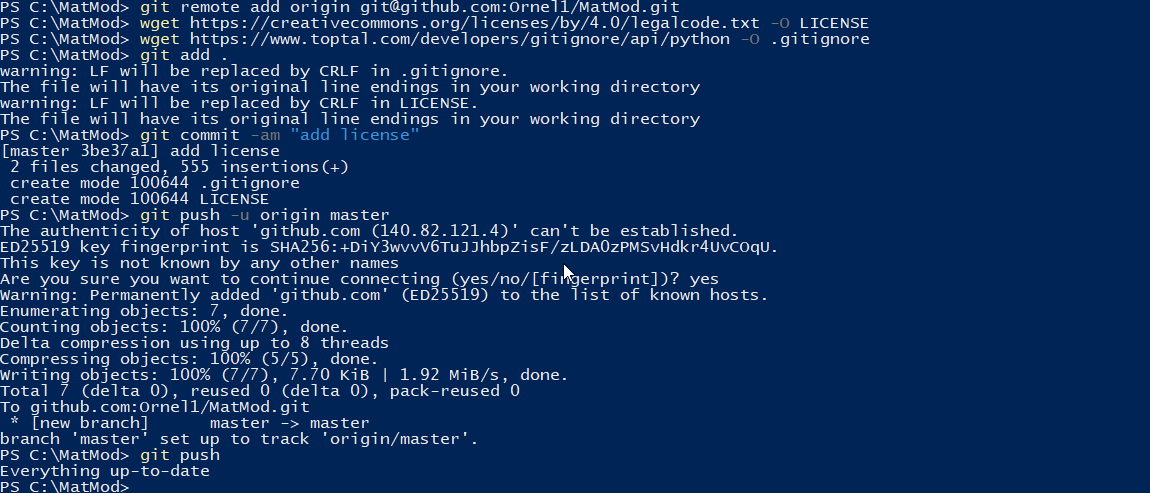 PS C:\MatMod> git remote add origin git@github.com:Ornel1/MatMod.git
PS C:\MatMod> wget https://creativecommons.org/licenses/by/4.0/legalcode.txt -O LICENSE
PS C:\MatMod> wget https://www.toptal.com/developers/gitignore/api/python -O .gitignore
PS C:\MatMod> git add .
warning: LF will be replaced by CRLF in .gitignore.
The file will have its original line endings in your working directory
warning: LF will be replaced by CRLF in LICENSE.
The file will have its original line endings in your working directory
PS C:\MatMod> git commit -am "add license"
[master 3be37a1] add license
 2 files changed, 555 insertions(+)
 create mode 100644 .gitignore
 create mode 100644 LICENSE
PS C:\MatMod> git push -u origin master
The authenticity of host 'github.com (140.82.121.4)' can't be established.
ED25519 key fingerprint is SHA256:+DiY3wvvV6TuJJhbpZisF/zLDA0zPMSvHdkr4UvCOqU.
This key is not known by any other names
Are you sure you want to continue connecting (yes/no/[fingerprint])? yes
Warning: Permanently added 'github.com' (ED25519) to the list of known hosts.
Enumerating objects: 7, done.
Counting objects: 100% (7/7), done.
Delta compression using up to 8 threads
Compressing objects: 100% (5/5), done.
Writing objects: 100% (7/7), 7.70 KiB | 1.92 MiB/s, done.
Total 7 (delta 0), reused 0 (delta 0), pack-reused 0
To github.com:Ornel1/MatMod.git
 * [new branch]      master -> master
branch 'master' set up to track 'origin/master'.
PS C:\MatMod> git push
Everything up-to-date
PS C:\MatMod>